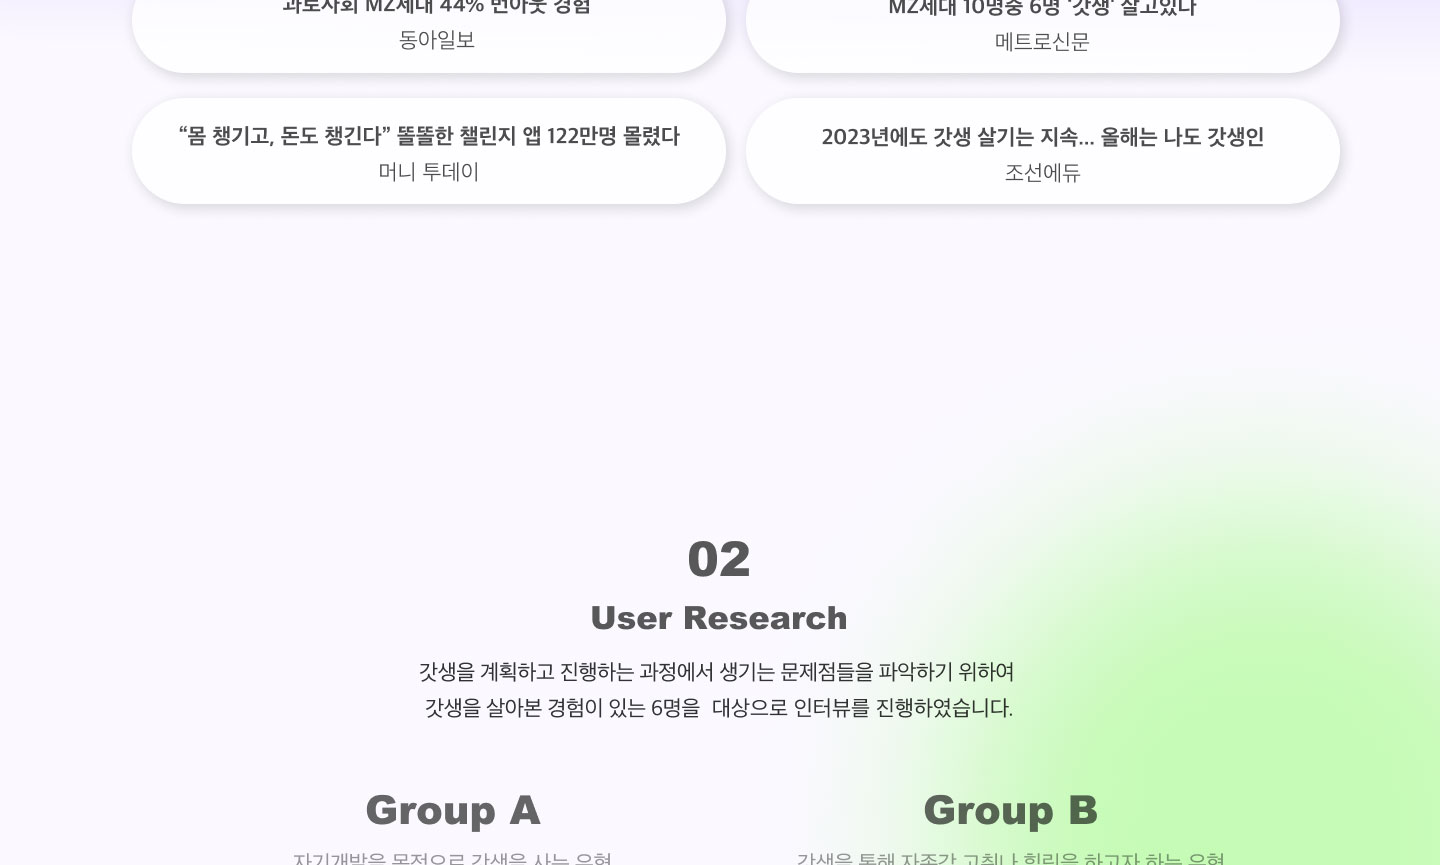 과로사회 MZ세대 44% 번아웃 경험
동아일보
MZ세대 10명중 6명 '갓생' 살고있다
메트로신문
“몸 챙기고, 돈도 챙긴다” 똘똘한 챌린지 앱 122만명 몰렸다
머니 투데이
2023년에도 갓생 살기는 지속... 올해는 나도 갓생인
조선에듀
02
User Research
갓생을 계획하고 진행하는 과정에서 생기는 문제점들을 파악하기 위하여
갓생을 살아본 경험이 있는 6명을 대상으로 인터뷰를 진행하였습니다.
Group A
Group B
자기개발을 목적으로 갓생을 사는 유형
갓생을 통해 자존감 고취나 힐링을 하고자 하는 유형